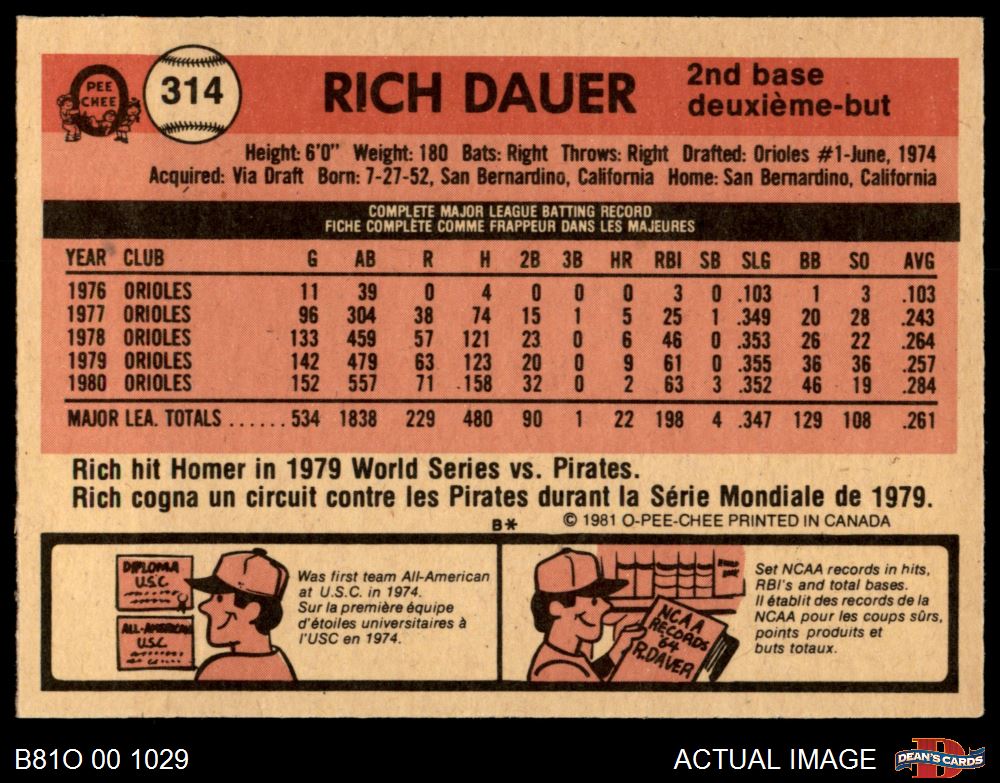 O
PEE
CHEE
314
RICH DAUER
2nd base
deuxième-but
Height: 6'0" Weight: 180 Bats: Right Throws: Right Drafted: Orioles #1-June, 1974
Acquired: Via Draft Born: 7-27-52, San Bernardino, California Home: San Bernardino, California
COMPLETE MAJOR LEAGUE BATTING RECORD
FICHE COMPLÈTE COMME FRAPPEUR DANS LES MAJEURES
YEAR CLUB G AB R H 2B 3B HR RBI SB SLG BB SO AVG
1976 ORIOLES 11 39 0 4 0 0 0 3 0 .103 1 3 .103
1977 ORIOLES 96 304 38 74 15 1 5 25 1 .349 20 28 .243
1978 ORIOLES 133 459 57 121 23 0 6 46 0 .353 26 22 .264
1979 ORIOLES 142 479 63 123 20 0 9 61 0 .355 36 36 .257
1980 ORIOLES 152 557 71 158 32 0 2 63 3 .352 46 19 .284
MAJOR LEA. TOTALS ...... 534 1838 229 480 90 1 22 198 4 .347 129 108 .261
Rich hit Homer in 1979 World Series vs. Pirates.
Rich cogna un circuit contre les Pirates durant la Série Mondiale de 1979.
B* © 1981 O-PEE-CHEE PRINTED IN CANADA
DIPLOMA
U.S.C.
ALL-AMERICAN
U.S.C.
Was first team All-American
at U.S.C. in 1974.
Sur la première équipe
d'étoiles universitaires à
l'USC en 1974.
NCAA
RECORDS
R.DAUER
Set NCAA records in hits,
RBI's and total bases.
Il établit des records de la
NCAA pour les coups sûrs,
points produits et
buts totaux.
B81O 00 1029
ACTUAL IMAGE
D
DEAN'S CARDS